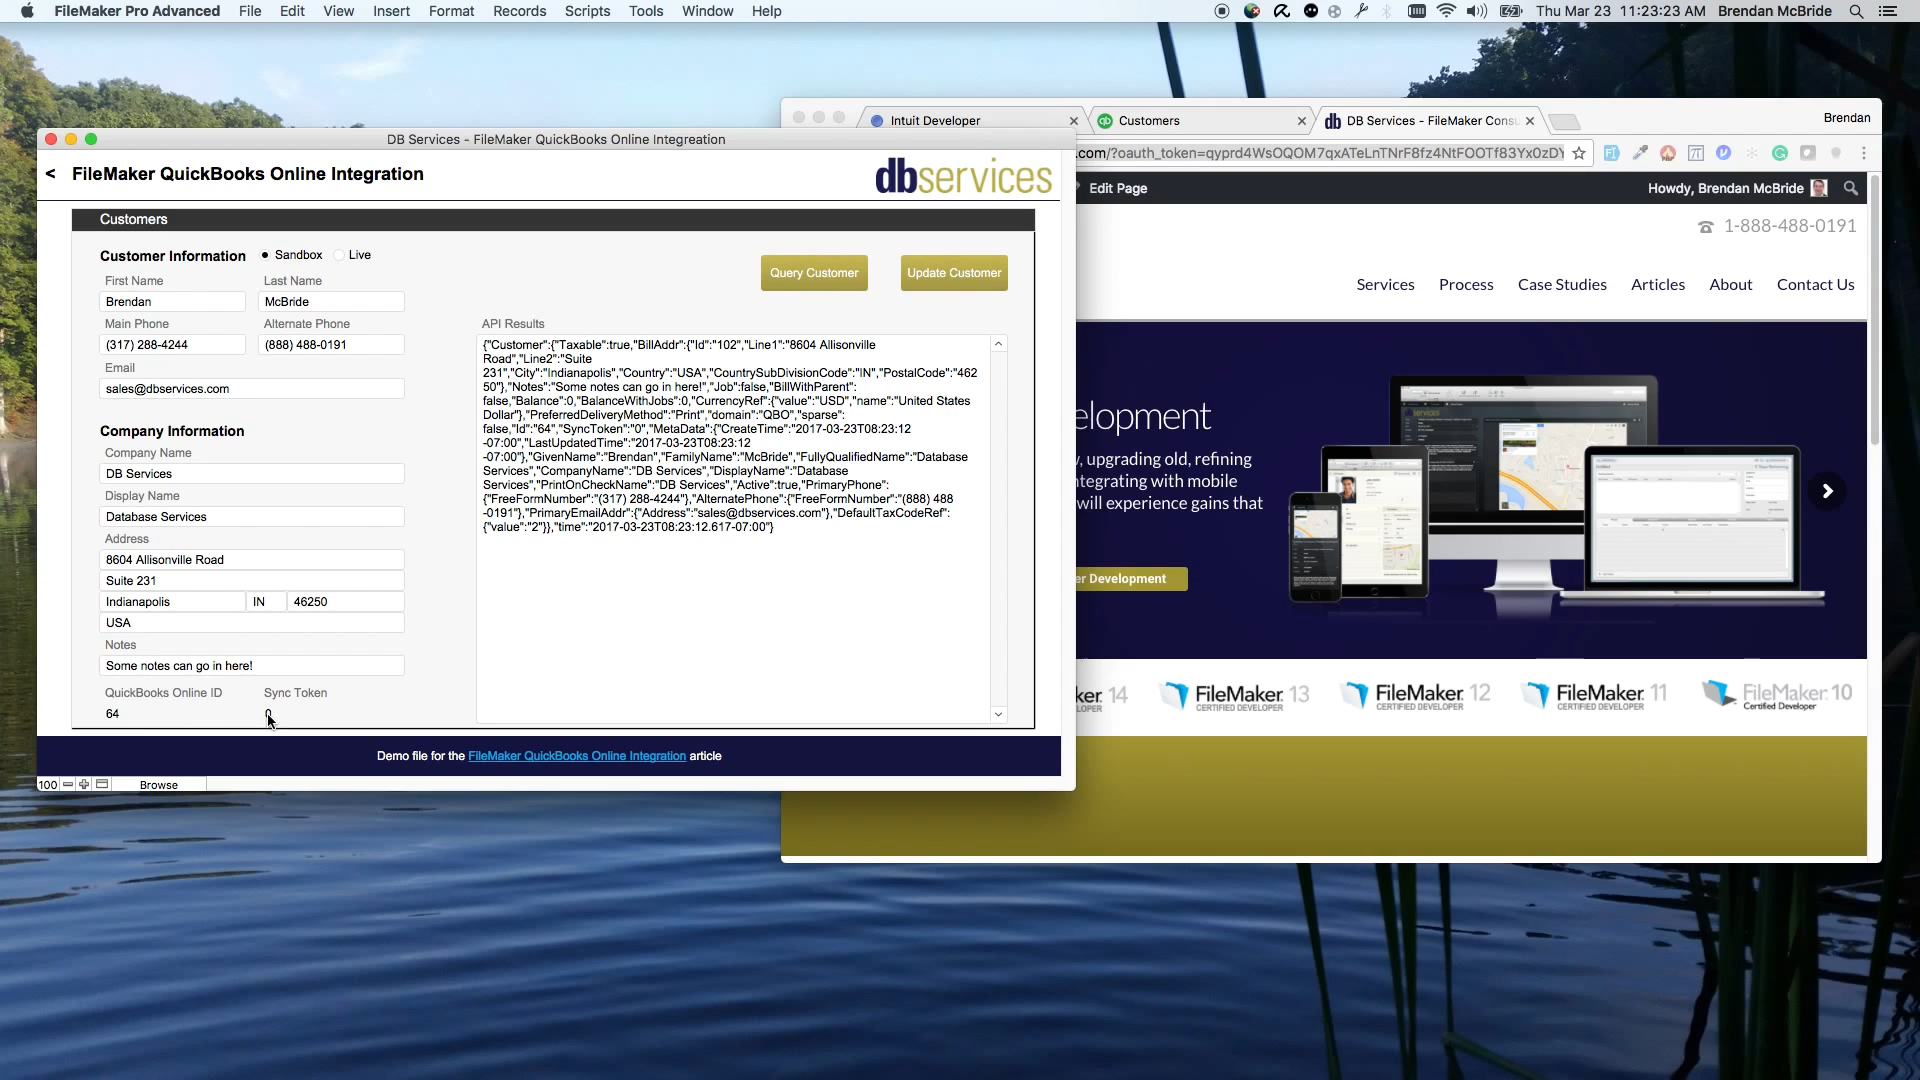 FileMaker Pro Advanced File Edit View Insert Format Records Scripts Tools Window Help
Thu Mar 23 11:23:23 AM Brendan McBride
Intuit Developer
Customers
DB Services - FileMaker Consu
Brendan
.com/?oauth_token=qyprd4WsOQOM7qxATeLnTNrF8fz4NtFOOTf83Yx0zDY
Edit Page
Howdy, Brendan McBride
1-888-488-0191
Services Process Case Studies Articles About Contact Us
elopment
, upgrading old, refining
ntegrating with mobile
will experience gains that
er Development
ker 14
FileMaker 13
CERTIFIED DEVELOPER
FileMaker 12
CERTIFIED DEVELOPER
FileMaker 11
CERTIFIED DEVELOPER
FileMaker 10
Certified Developer
DB Services - FileMaker QuickBooks Online Integreation
< FileMaker QuickBooks Online Integration
dbservices
Customers
Customer Information Sandbox Live
Query Customer Update Customer
First Name Last Name
Brendan McBride
Main Phone Alternate Phone
(317) 288-4244 (888) 488-0191
Email
sales@dbservices.com
Company Information
Company Name
DB Services
Display Name
Database Services
Address
8604 Allisonville Road
Suite 231
Indianapolis IN 46250
USA
Notes
Some notes can go in here!
QuickBooks Online ID Sync Token
64 0
API Results
{"Customer":{"Taxable":true,"BillAddr":{"Id":"102","Line1":"8604 Allisonville
Road","Line2":"Suite
231","City":"Indianapolis","Country":"USA","CountrySubDivisionCode":"IN","PostalCode":"462
50"},"Notes":"Some notes can go in here!","Job":false,"BillWithParent":
false,"Balance":0,"BalanceWithJobs":0,"CurrencyRef":{"value":"USD","name":"United States
Dollar"},"PreferredDeliveryMethod":"Print","domain":"QBO","sparse":
false,"Id":"64","SyncToken":"0","MetaData":{"CreateTime":"2017-03-23T08:23:12
-07:00","LastUpdatedTime":"2017-03-23T08:23:12
-07:00"},"GivenName":"Brendan","FamilyName":"McBride","FullyQualifiedName":"Database
Services","CompanyName":"DB Services","DisplayName":"Database
Services","PrintOnCheckName":"DB Services","Active":true,"PrimaryPhone":
{"FreeFormNumber":"(317) 288-4244"},"AlternatePhone":{"FreeFormNumber":"(888) 488
-0191"},"PrimaryEmailAddr":{"Address":"sales@dbservices.com"},"DefaultTaxCodeRef":
{"value":"2"}},"time":"2017-03-23T08:23:12.617-07:00"}
Demo file for the FileMaker QuickBooks Online Integration article
100 Browse